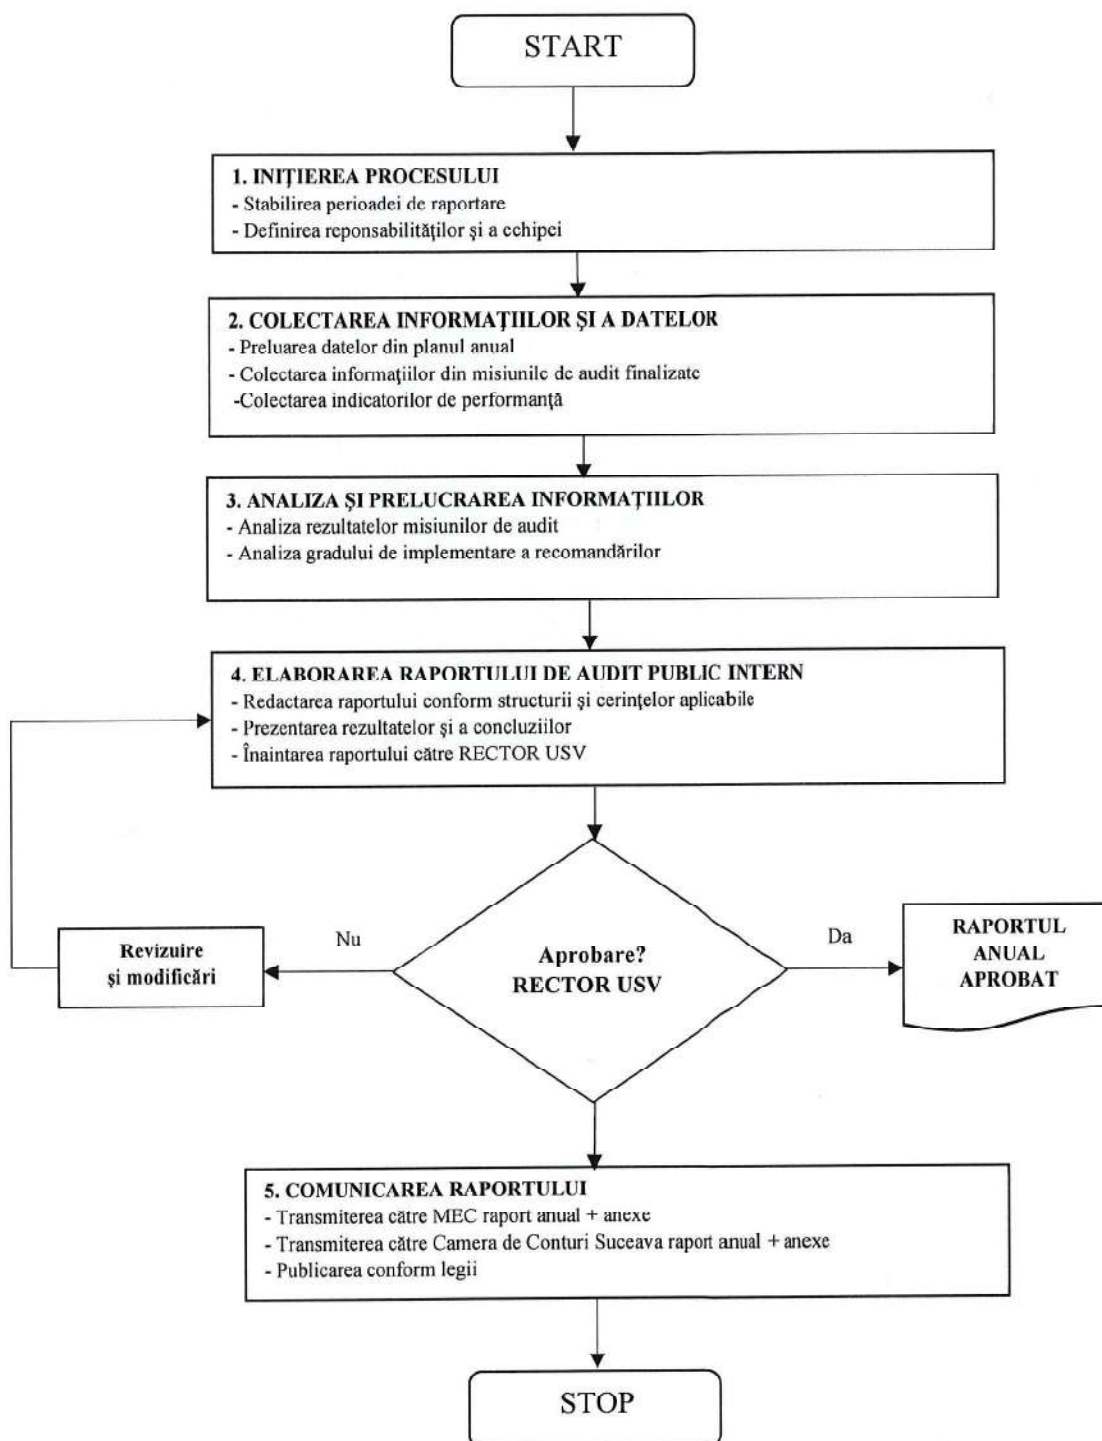 START
1. INIȚIEREA PROCESULUI
- Stabilirea perioadei de raportare
- Definirea reponsabilităților și a echipei
2. COLECTAREA INFORMAȚIILOR ȘI A DATELOR
- Preluarea datelor din planul anual
- Colectarea informațiilor din misiunile de audit finalizate
-Colectarea indicatorilor de performanță
3. ANALIZA ȘI PRELUCRAREA INFORMAȚIILOR
- Analiza rezultatelor misiunilor de audit
- Analiza gradului de implementare a recomandărilor
4. ELABORAREA RAPORTULUI DE AUDIT PUBLIC INTERN
- Redactarea raportului conform structurii și cerințelor aplicabile
- Prezentarea rezultatelor și a concluziilor
- Înaintarea raportului către RECTOR USV
Revizuire
și modificări
Nu
Aprobare?
RECTOR USV
Da
RAPORTUL
ANUAL
APROBAT
5. COMUNICAREA RAPORTULUI
- Transmiterea către MEC raport anual + anexe
- Transmiterea către Camera de Conturi Suceava raport anual + anexe
- Publicarea conform legii
STOP